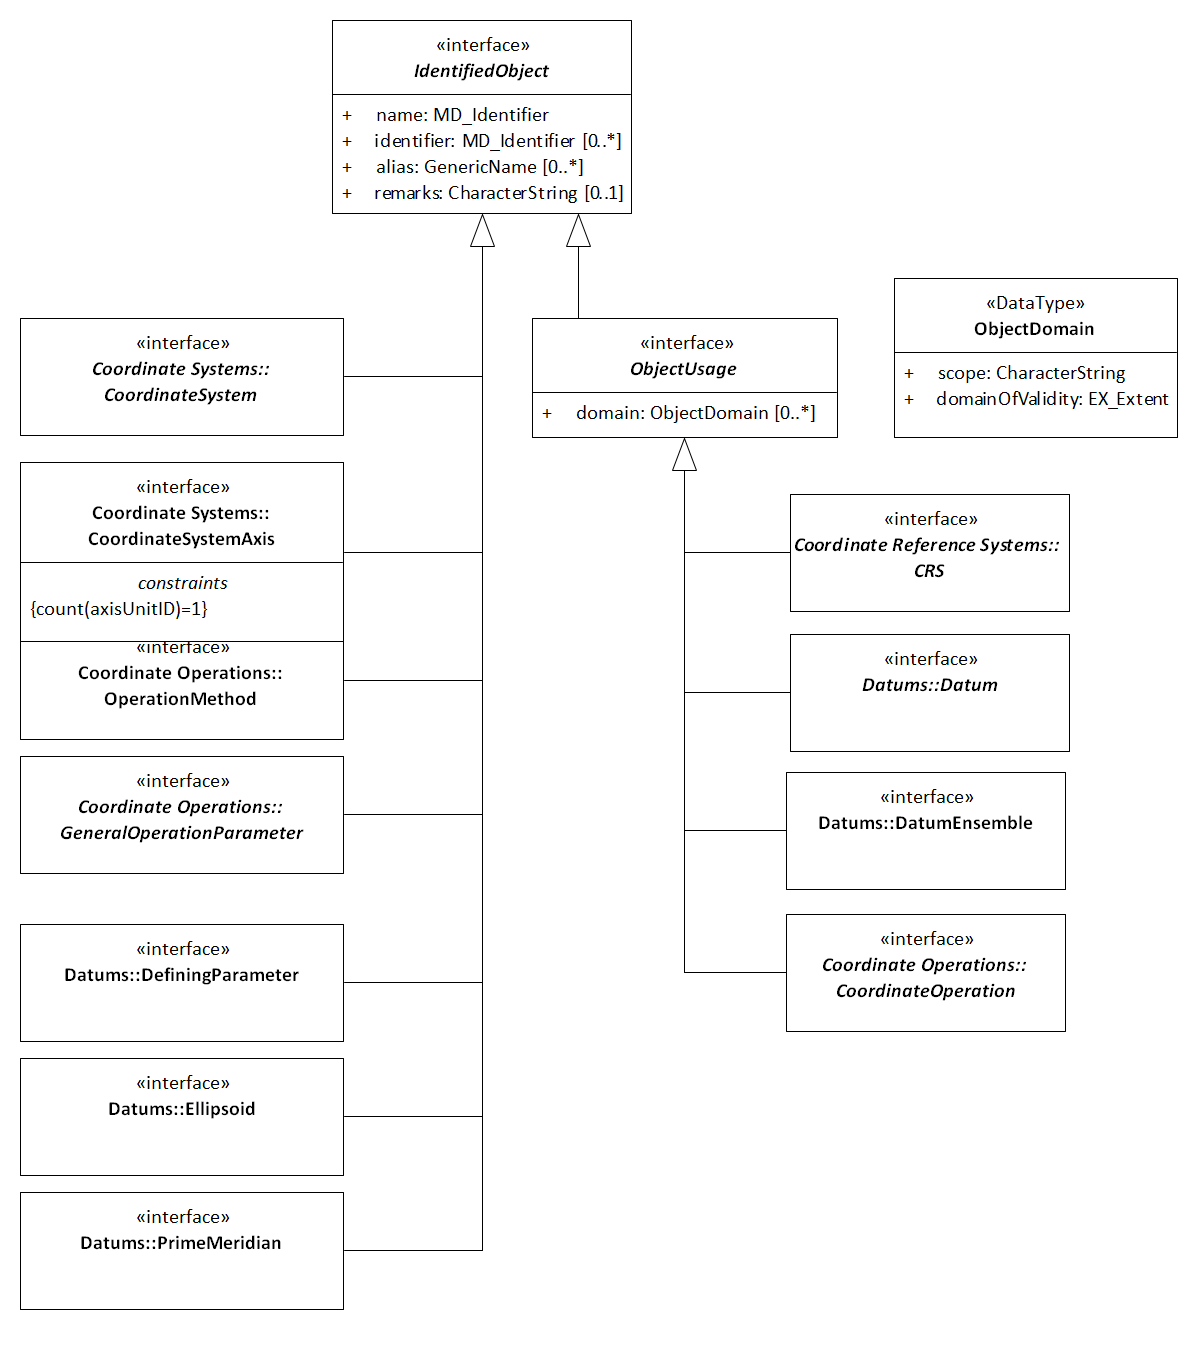 «interface»
IdentifiedObject
+ name: MD_Identifier
+ identifier: MD_Identifier [0..*]
+ alias: GenericName [0..*]
+ remarks: CharacterString [0..1]
«interface»
Coordinate Systems::
CoordinateSystem
«interface»
Coordinate Systems::
CoordinateSystemAxis
constraints
{count(axisUnitID)=1}
«interface»
Coordinate Operations::
OperationMethod
«interface»
Coordinate Operations::
GeneralOperationParameter
«interface»
Datums::DefiningParameter
«interface»
Datums::Ellipsoid
«interface»
Datums::PrimeMeridian
«interface»
ObjectUsage
+ domain: ObjectDomain [0..*]
«DataType»
ObjectDomain
+ scope: CharacterString
+ domainOfValidity: EX_Extent
«interface»
Coordinate Reference Systems::
CRS
«interface»
Datums::Datum
«interface»
Datums::DatumEnsemble
«interface»
Coordinate Operations::
CoordinateOperation